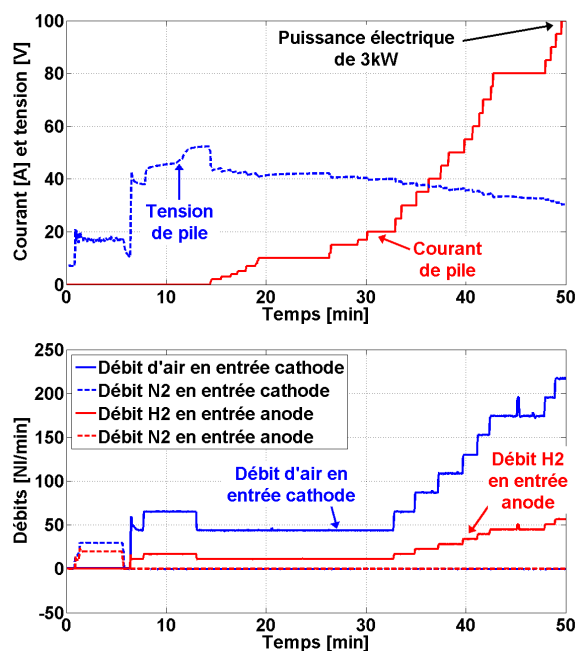 Courant [A] et tension [V]
100
80
60
40
20
0
Puissance électrique
de 3kW
Tension
de pile
Courant
de pile
0 10 20 30 40 50
Temps [min]
Débits [Nl/min]
250
200
150
100
50
0
-50
Débit d'air en entrée cathode
Débit N2 en entrée cathode
Débit H2 en entrée anode
Débit N2 en entrée anode
Débit d'air en
entrée cathode
Débit H2
en entrée
anode
0 10 20 30 40 50
Temps [min]